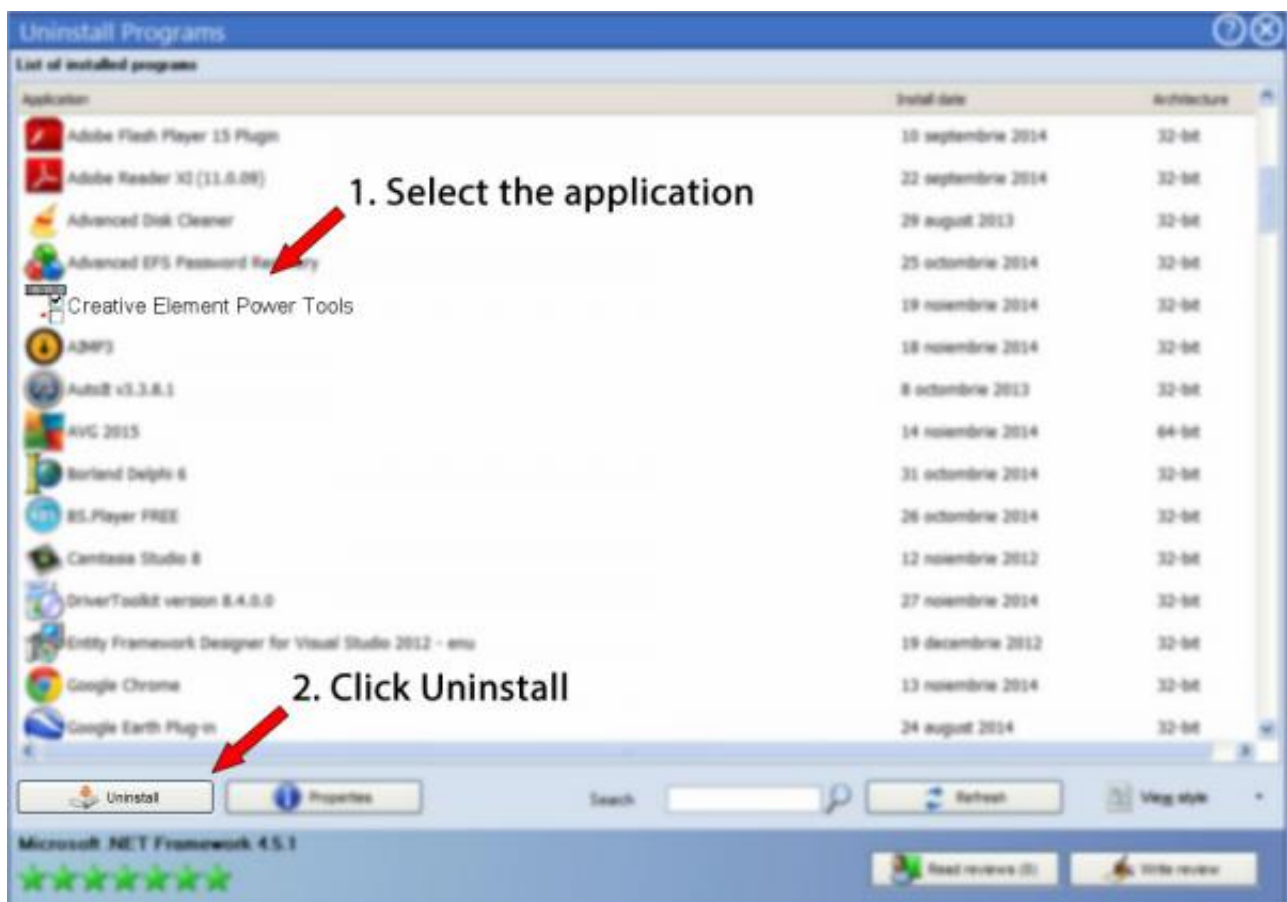 Uninstall Programs
List of installed programs
Application Install date Architecture
Adobe Flash Player 15 Plugin 10 septembrie 2014 32-bit
Adobe Reader XI (11.0.09) 22 septembrie 2014 32-bit
1. Select the application
Advanced Disk Cleaner 29 august 2013 32-bit
Advanced EFS Password 25 octombrie 2014 32-bit
Creative Element Power Tools 19 noiembrie 2014 32-bit
AIMP3 18 noiembrie 2014 32-bit
AutoIt v3.3.8.1 8 octombrie 2013 32-bit
AVG 2015 14 noiembrie 2014 64-bit
Borland Delphi 6 31 octombrie 2014 32-bit
BS.Player FREE 26 octombrie 2014 32-bit
Camtasia Studio 8 12 noiembrie 2012 32-bit
DriverToolkit version 8.4.0.0 27 noiembrie 2014 32-bit
Entity Framework Designer for Visual Studio 2012 - enu 19 decembrie 2012 32-bit
Google Chrome 13 noiembrie 2014 32-bit
2. Click Uninstall
Google Earth Plug-in 24 august 2014 32-bit
Uninstall Properties Search Refresh View style
Microsoft .NET Framework 4.5.1
Read reviews (0) Write review